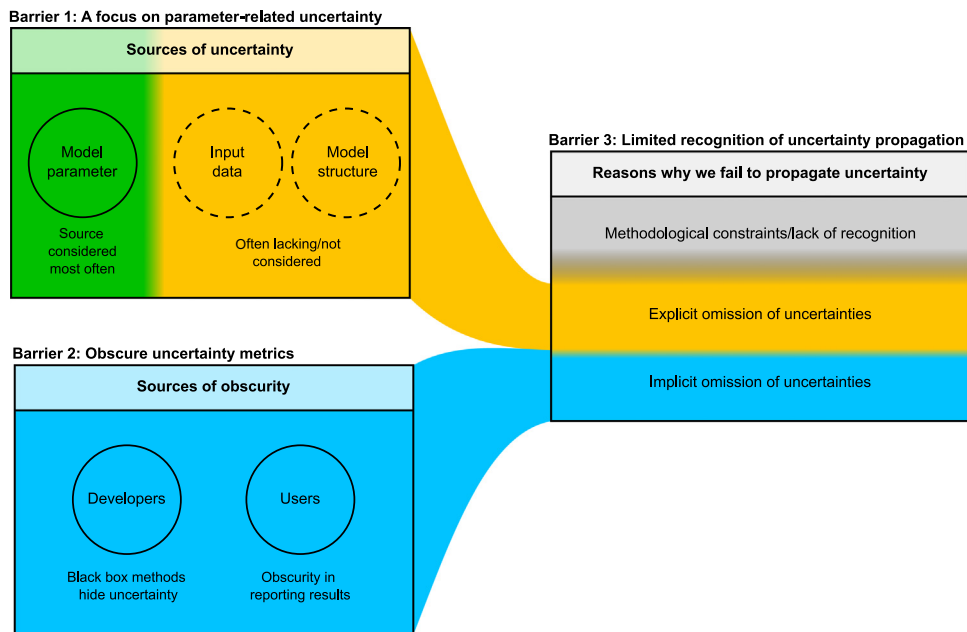 Barrier 1: A focus on parameter-related uncertainty
Sources of uncertainty
Model
parameter
Input
data
Model
structure
Source
considered
most often
Often lacking/not
considered
Barrier 2: Obscure uncertainty metrics
Sources of obscurity
Developers
Users
Black box methods
hide uncertainty
Obscurity in
reporting results
Barrier 3: Limited recognition of uncertainty propagation
Reasons why we fail to propagate uncertainty
Methodological constraints/lack of recognition
Explicit omission of uncertainties
Implicit omission of uncertainties